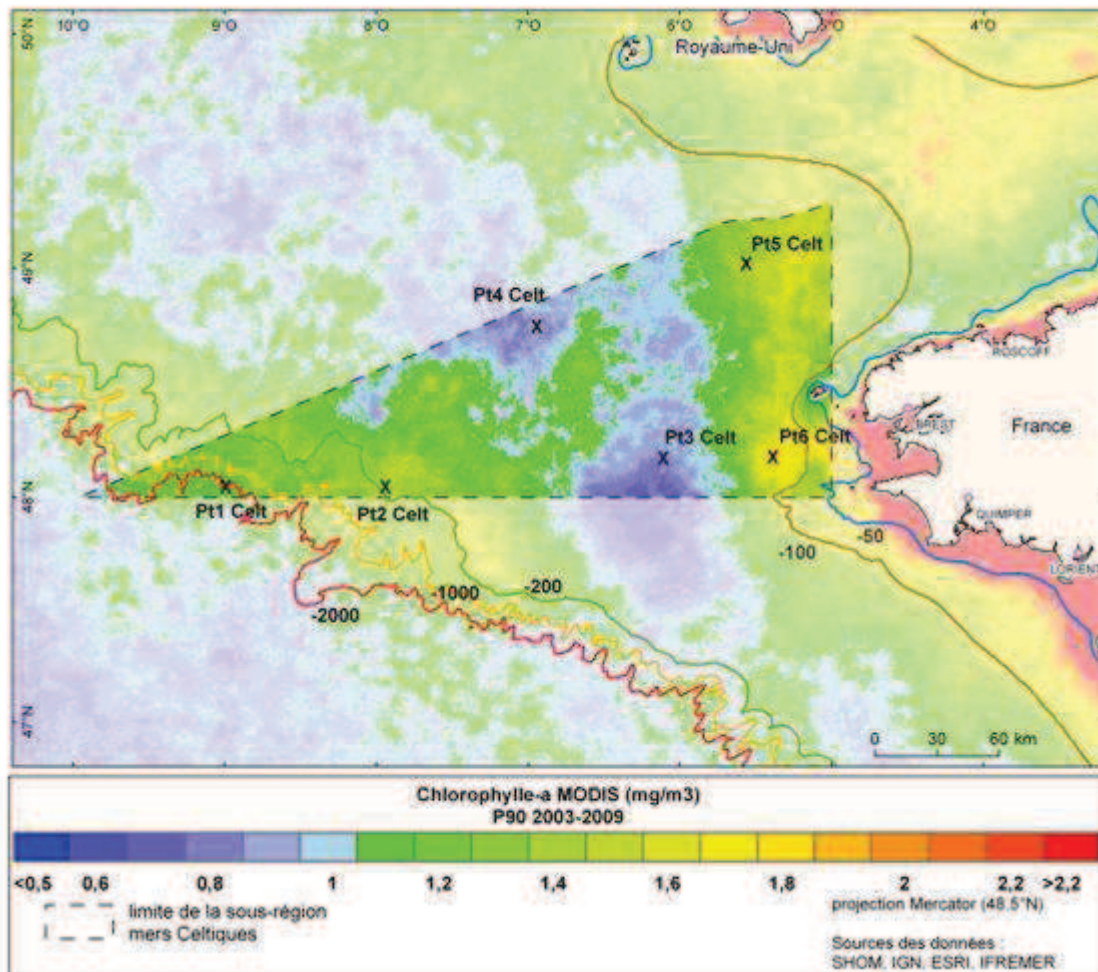 10°O 9°O 8°O 7°O 6°O 5°O 4°O
50°N
Royaume-Uni
49°N
Pt5 Celt
Pt4 Celt
ROSCOFF
BREST
France
Pt3 Celt
Pt6 Celt
48°N
Pt1 Celt
Pt2 Celt
QUIMPER
-50
-100
LORIENT
-200
-1000
-2000
47°N
0 30 60 km
Chlorophylle-a MODIS (mg/m3)
P90 2003-2009
<0,5 0,6 0,8 1 1,2 1,4 1,6 1,8 2 2,2 >2,2
limite de la sous-région
mers Celtiques
projection Mercator (48.5°N)
Sources des données :
SHOM, IGN, ESRI, IFREMER